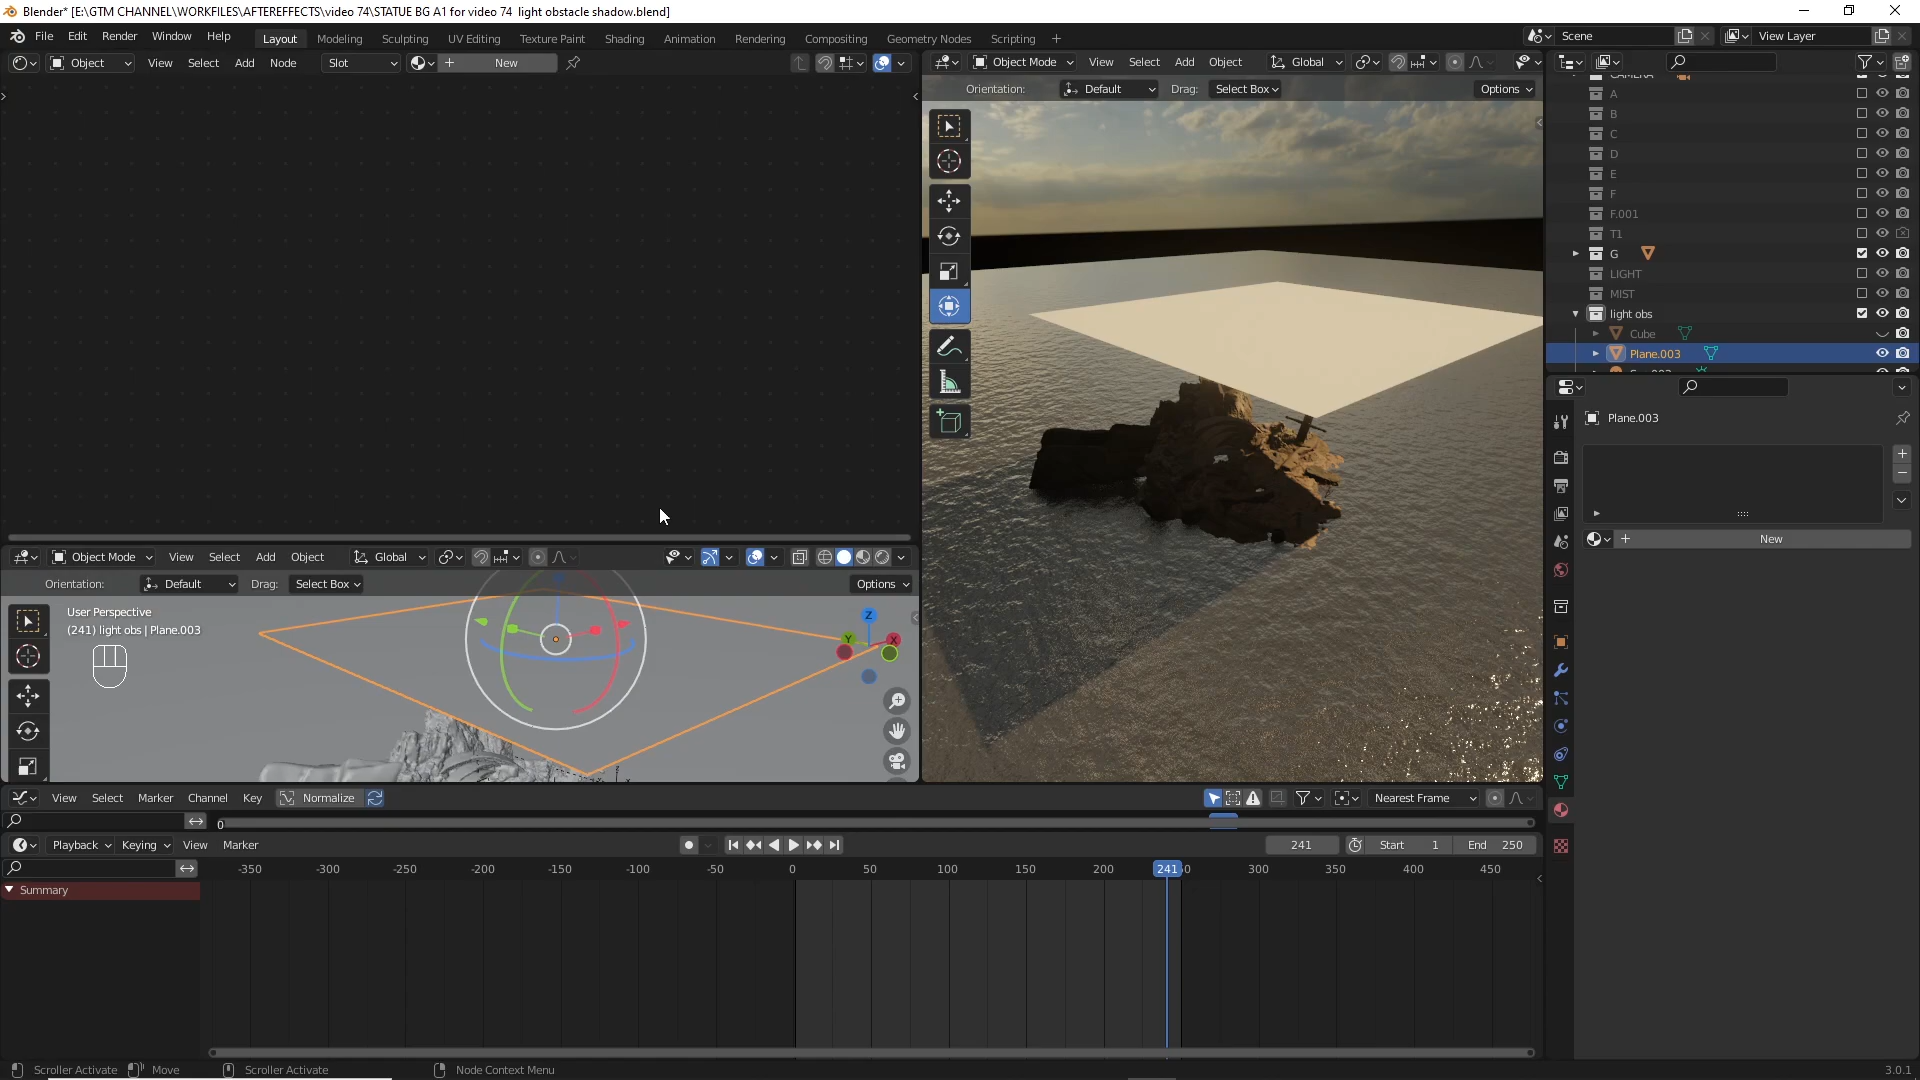 Blender* [E:\GTM CHANNEL\WORKFILES\AFTEREFFECTS\video 74\STATUE BG A1 for video 74  light obstacle shadow.blend]
File Edit Render Window Help Layout Modeling Sculpting UV Editing Texture Paint Shading Animation Rendering Compositing Geometry Nodes Scripting + Scene View Layer
Object View Select Add Node Slot New
Object Mode View Select Add Object Global
Orientation: Default Drag: Select Box Options
CAMERA
A
B
C
D
E
F
F.001
T1
G
LIGHT
MIST
light obs
Cube
Plane.003
Plane.003
New
Object Mode View Select Add Object Global
Orientation: Default Drag: Select Box Options
User Perspective
(241) light obs | Plane.003
Z
Y X
View Select Marker Channel Key Normalize Nearest Frame
0
Playback Keying View Marker 241 Start 1 End 250
-350 -300 -250 -200 -150 -100 -50 0 50 100 150 200 241 300 350 400 450
Summary
Scroller Activate Move Scroller Activate Node Context Menu 3.0.1